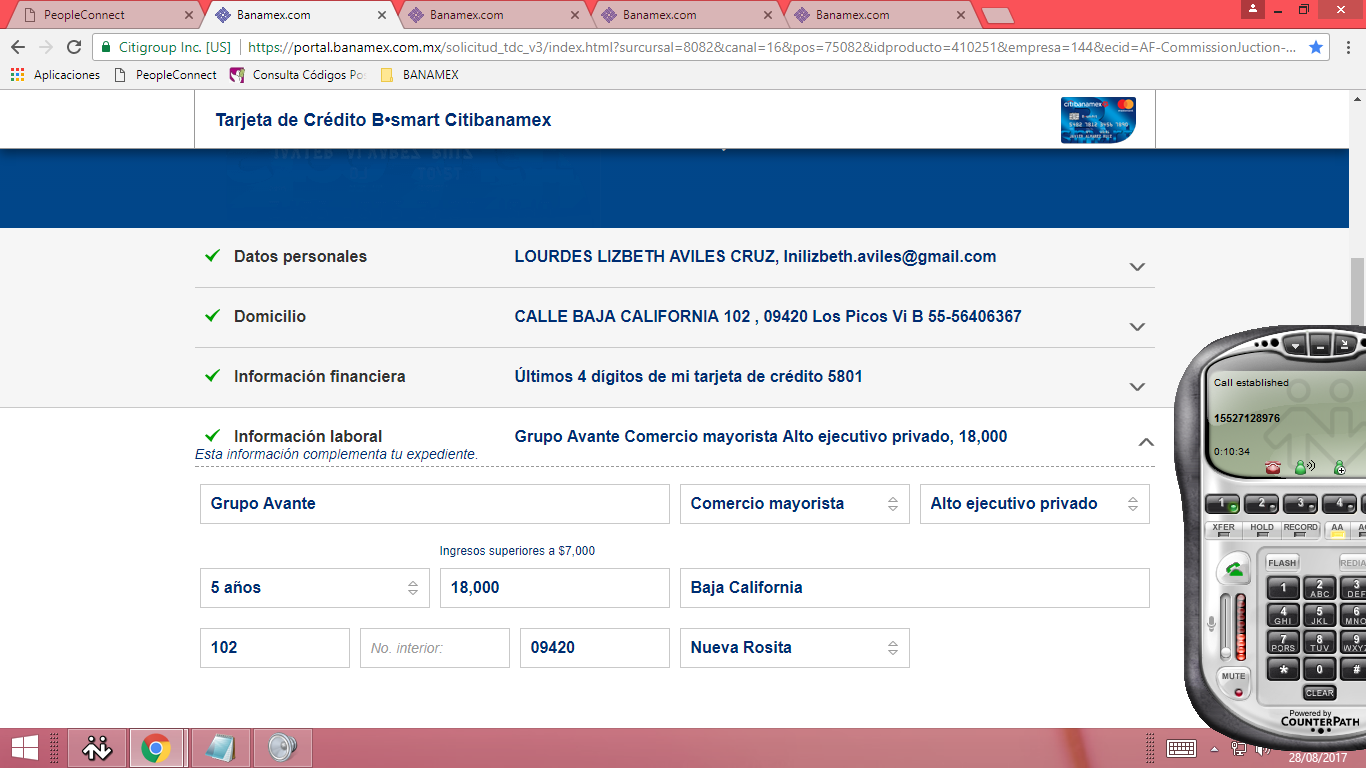 PeopleConnect
Banamex.com
Banamex.com
Banamex.com
Banamex.com
Citigroup Inc. [US]
https://portal.banamex.com.mx/solicitud_tdc_v3/index.html?surcursal=8082&canal=16&pos=75082&idproducto=410251&empresa=144&ecid=AF-CommissionJuction-...
Aplicaciones
PeopleConnect
Consulta Códigos Po
BANAMEX
Tarjeta de Crédito B•smart Citibanamex
citibanamex
Datos personales
LOURDES LIZBETH AVILES CRUZ, lnilizbeth.aviles@gmail.com
Domicilio
CALLE BAJA CALIFORNIA 102 , 09420 Los Picos Vi B 55-56406367
Información financiera
Últimos 4 dígitos de mi tarjeta de crédito 5801
Información laboral
Grupo Avante Comercio mayorista Alto ejecutivo privado, 18,000
Esta información complementa tu expediente.
Grupo Avante
Comercio mayorista
Alto ejecutivo privado
Ingresos superiores a $7,000
5 años
18,000
Baja California
102
No. interior:
09420
Nueva Rosita
Call established
15527128976
0:10:34
1 2 3 4
XFER HOLD RECORD AA
FLASH
REDIA
1
2 ABC
3 DEF
4 GHI
5 JKL
6 MNO
7 PQRS
8 TUV
9 WXYZ
* 0 #
MUTE
CLEAR
Powered by
COUNTERPATH
28/08/2017